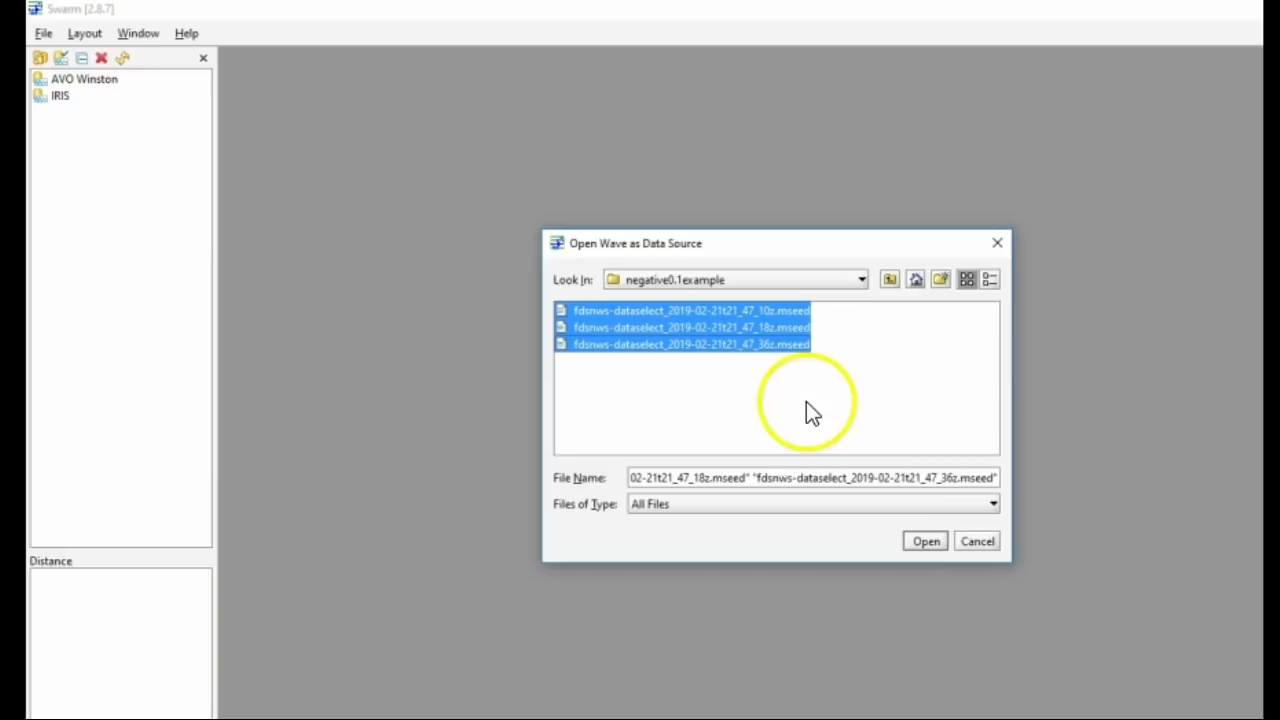 Swarm [2.8.7]
File Layout Window Help
AVO Winston
IRIS
Open Wave as Data Source
Look In: negative0.1example
fdsnws-dataselect_2019-02-21t21_47_10z.mseed
fdsnws-dataselect_2019-02-21t21_47_18z.mseed
fdsnws-dataselect_2019-02-21t21_47_36z.mseed
File Name: 02-21t21_47_18z.mseed" "fdsnws-dataselect_2019-02-21t21_47_36z.mseed"
Files of Type: All Files
Open Cancel
Distance